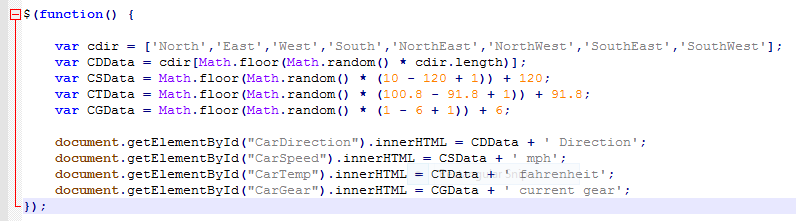 $(function() {
var cdir = ['North','East','West','South','NorthEast','NorthWest','SouthEast','SouthWest'];
var CDData = cdir[Math.floor(Math.random() * cdir.length)];
var CSData = Math.floor(Math.random() * (10 - 120 + 1)) + 120;
var CTData = Math.floor(Math.random() * (100.8 - 91.8 + 1)) + 91.8;
var CGData = Math.floor(Math.random() * (1 - 6 + 1)) + 6;
document.getElementById("CarDirection").innerHTML = CDData + ' Direction';
document.getElementById("CarSpeed").innerHTML = CSData + ' mph';
document.getElementById("CarTemp").innerHTML = CTData + ' Fahrenheit';
document.getElementById("CarGear").innerHTML = CGData + ' current gear';
});